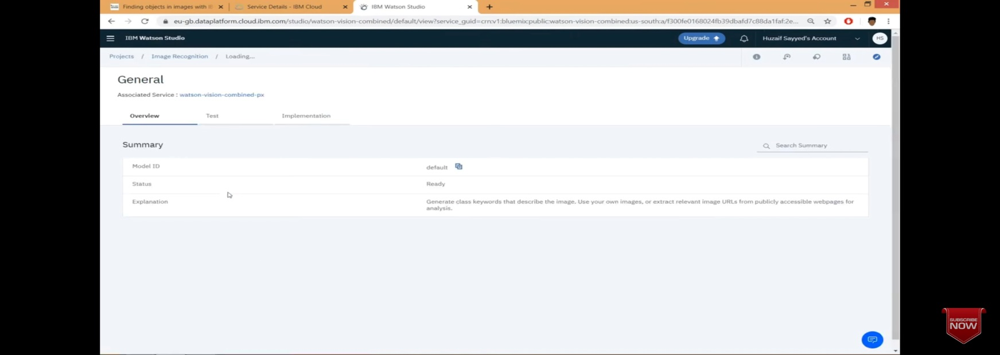 Finding objects in images with IB
Service Details - IBM Cloud
IBM Watson Studio
eu-gb.dataplatform.cloud.ibm.com/studio/watson-vision-combined/default/view?service_guid=crn:v1:bluemix:public:watson-vision-combined:us-south:a/f300fe0168024fb39dbafd7c88da1faf:2e...
IBM Watson Studio
Upgrade
Huzaif Sayyed's Account
HS
Projects / Image Recognition / Loading...
General
Associated Service : watson-vision-combined-px
Overview
Test
Implementation
Summary
Search Summary
Model ID
default
Status
Ready
Explanation
Generate class keywords that describe the image. Use your own images, or extract relevant image URLs from publicly accessible webpages for
analysis.
SUBSCRIBE
NOW